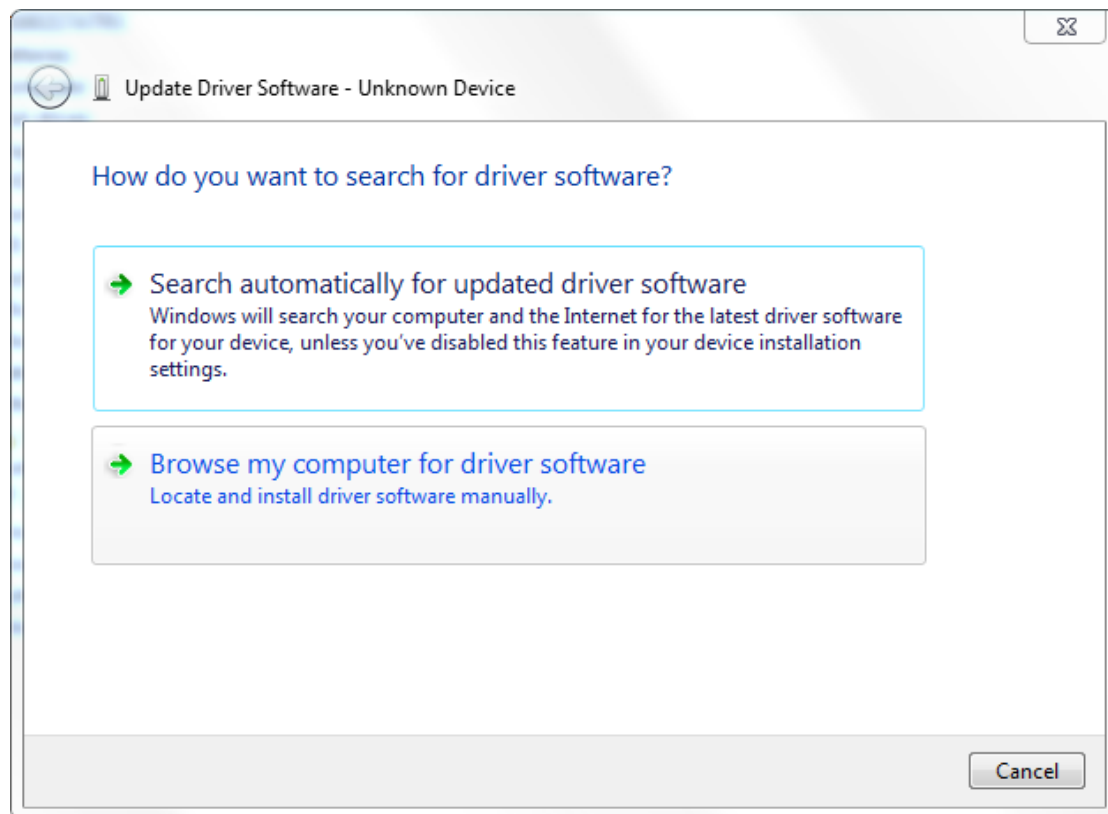 Update Driver Software - Unknown Device
How do you want to search for driver software?
Search automatically for updated driver software
Windows will search your computer and the Internet for the latest driver software
for your device, unless you've disabled this feature in your device installation
settings.
Browse my computer for driver software
Locate and install driver software manually.
Cancel